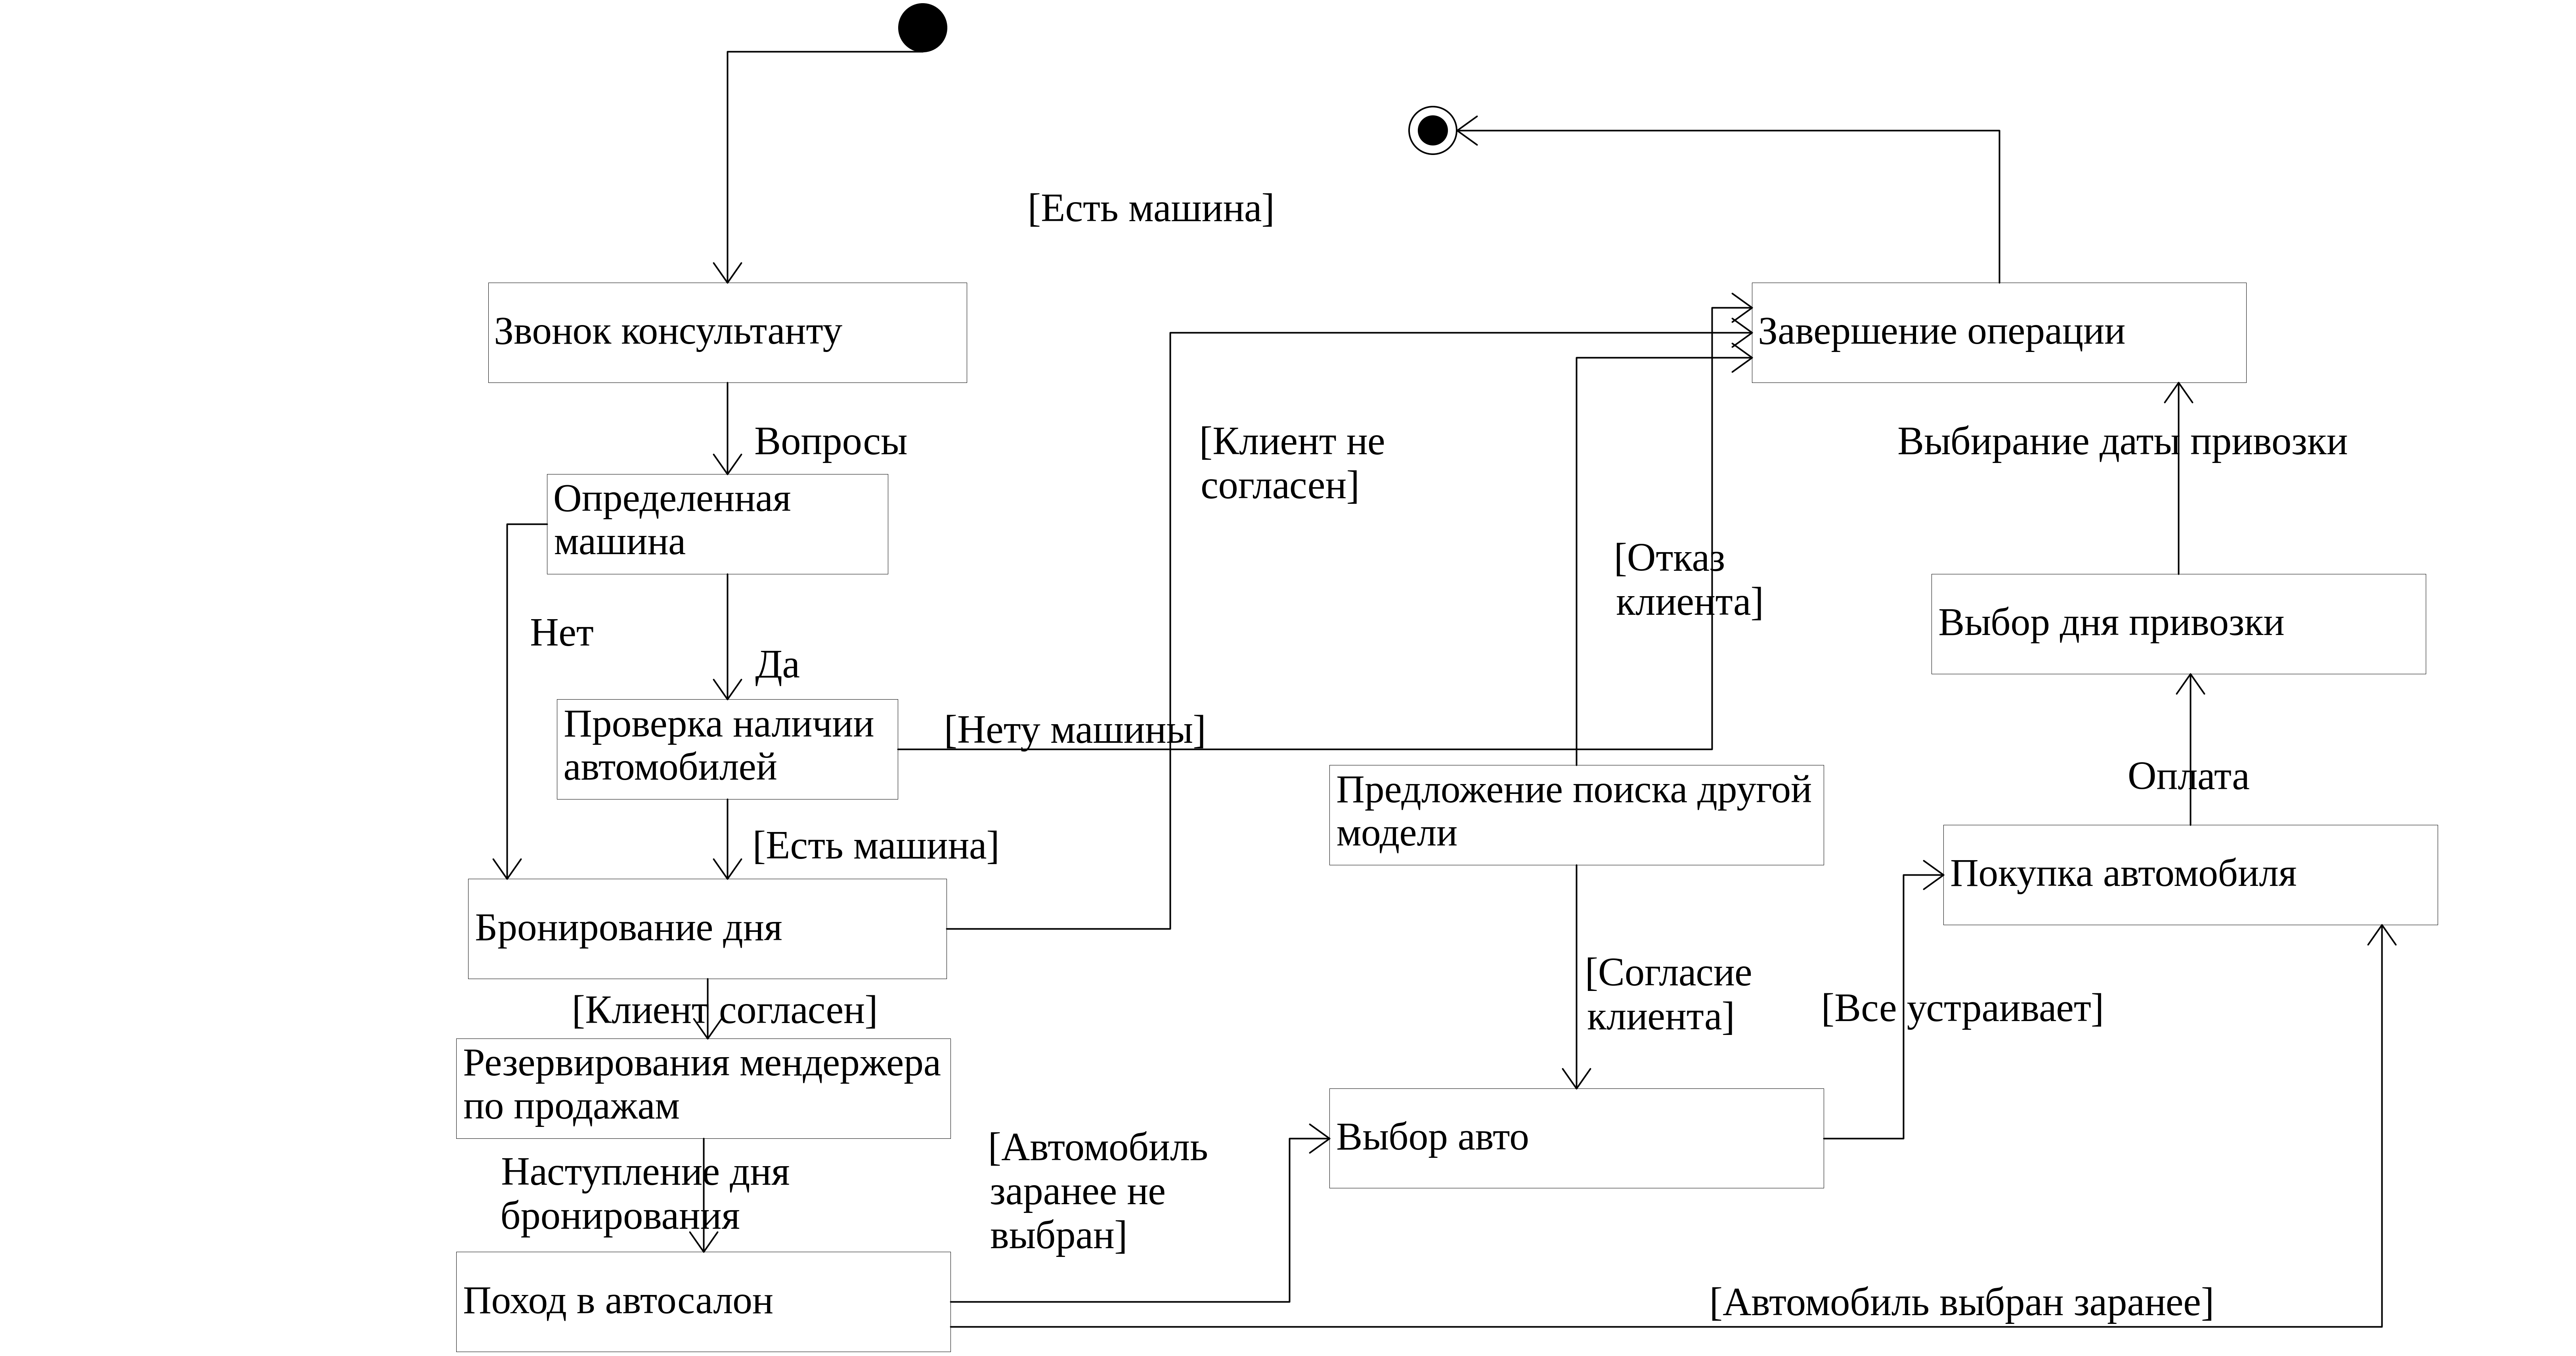 [Есть машина]
Звонок консультанту
Завершение операции
Вопросы
[Клиент не
согласен]
Выбирание даты привозки
Определенная
машина
[Отказ
клиента]
Нет
Да
Выбор дня привозки
Проверка наличии
автомобилей
[Нету машины]
Предложение поиска другой
модели
Оплата
[Есть машина]
Покупка автомобиля
Бронирование дня
[Клиент согласен]
[Согласие
клиента]
[Все устраивает]
Резервирования мендержера
по продажам
Наступление дня
бронирования
[Автомобиль
заранее не
выбран]
Выбор авто
Поход в автосалон
[Автомобиль выбран заранее]